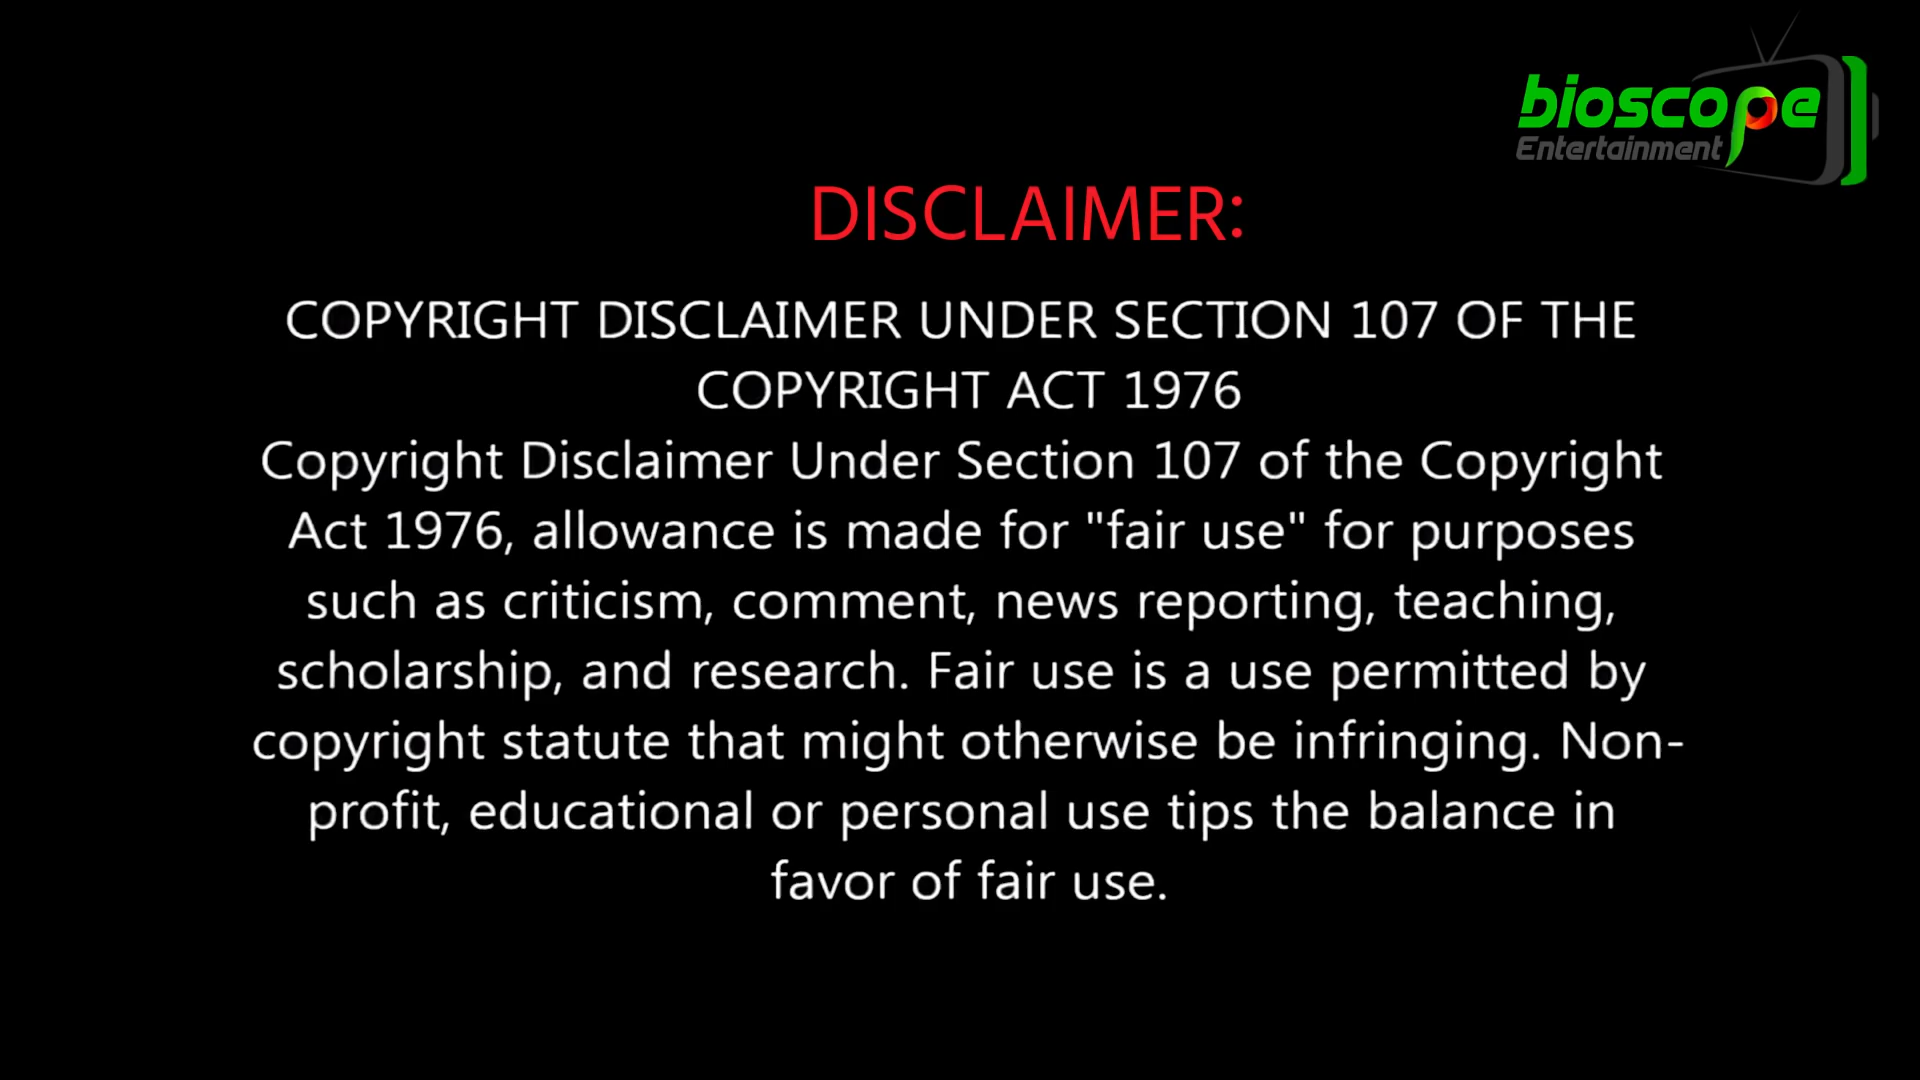 bioscope
Entertainment
DISCLAIMER:
COPYRIGHT DISCLAIMER UNDER SECTION 107 OF THE
COPYRIGHT ACT 1976
Copyright Disclaimer Under Section 107 of the Copyright
Act 1976, allowance is made for "fair use" for purposes
such as criticism, comment, news reporting, teaching,
scholarship, and research. Fair use is a use permitted by
copyright statute that might otherwise be infringing. Non-
profit, educational or personal use tips the balance in
favor of fair use.